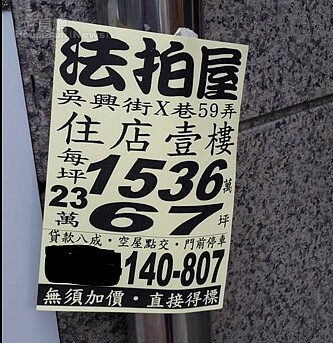 法拍屋
吳興街X巷59弄
住店壹樓
每坪23萬
1536萬
67坪
貸款八成·空屋點交·門前停車
140-807
無須加價·直接得標